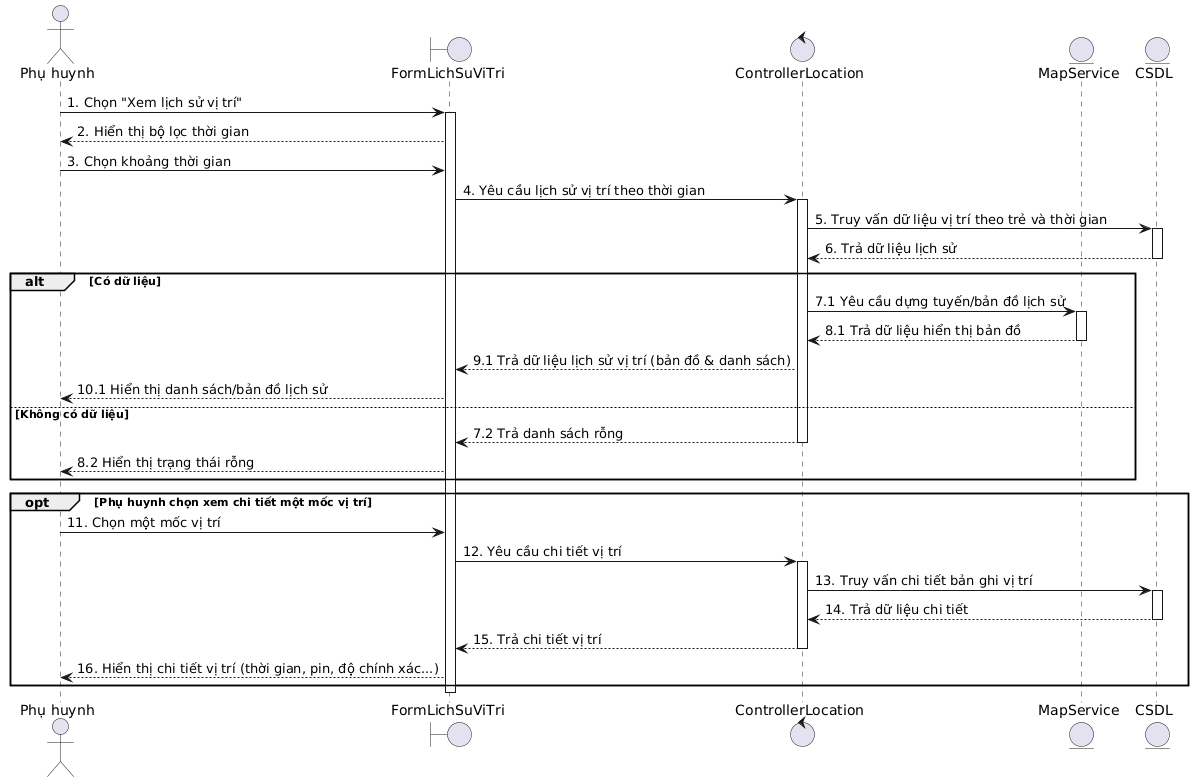 Phụ huynh
FormLichSuViTri
ControllerLocation
MapService
CSDL
1. Chọn "Xem lịch sử vị trí"
2. Hiển thị bộ lọc thời gian
3. Chọn khoảng thời gian
4. Yêu cầu lịch sử vị trí theo thời gian
5. Truy vấn dữ liệu vị trí theo trẻ và thời gian
6. Trả dữ liệu lịch sử
alt [Có dữ liệu]
7.1 Yêu cầu dựng tuyến/bản đồ lịch sử
8.1 Trả dữ liệu hiển thị bản đồ
9.1 Trả dữ liệu lịch sử vị trí (bản đồ & danh sách)
10.1 Hiển thị danh sách/bản đồ lịch sử
[Không có dữ liệu]
7.2 Trả danh sách rỗng
8.2 Hiển thị trạng thái rỗng
opt [Phụ huynh chọn xem chi tiết một mốc vị trí]
11. Chọn một mốc vị trí
12. Yêu cầu chi tiết vị trí
13. Truy vấn chi tiết bản ghi vị trí
14. Trả dữ liệu chi tiết
15. Trả chi tiết vị trí
16. Hiển thị chi tiết vị trí (thời gian, pin, độ chính xác...)
Phụ huynh
FormLichSuViTri
ControllerLocation
MapService
CSDL